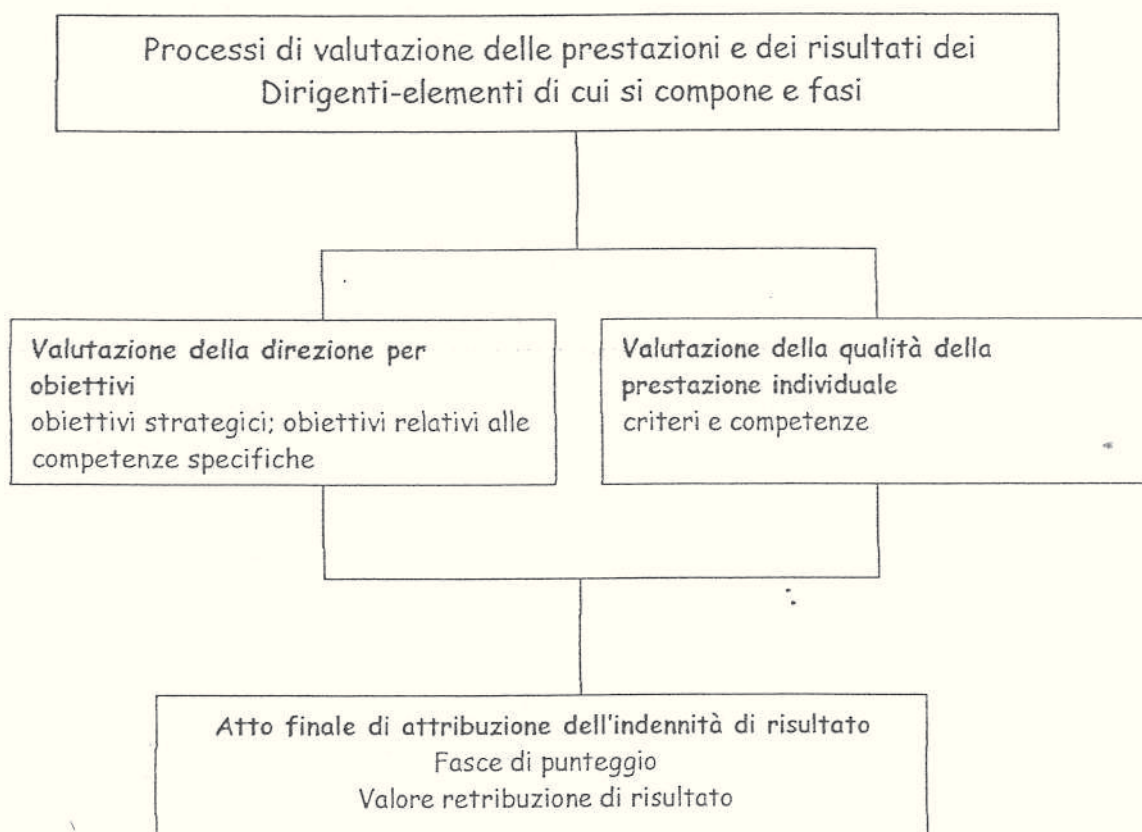 Processi di valutazione delle prestazioni e dei risultati dei
Dirigenti-elementi di cui si compone e fasi
Valutazione della direzione per
obiettivi
obiettivi strategici; obiettivi relativi alle
competenze specifiche
Valutazione della qualità della
prestazione individuale
criteri e competenze
Atto finale di attribuzione dell'indennità di risultato
Fasce di punteggio
Valore retribuzione di risultato